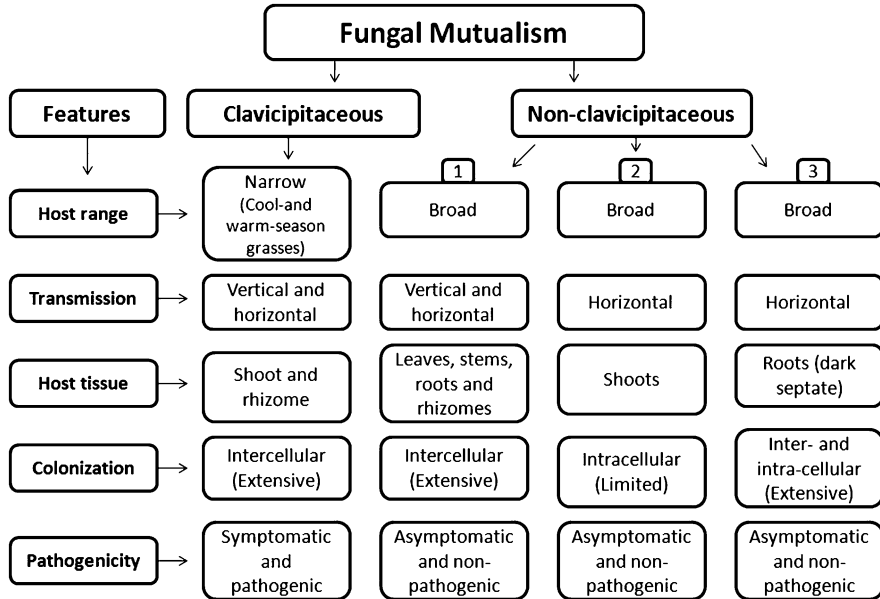 Fungal Mutualism
Features
Clavicipitaceous
Non-clavicipitaceous
1
2
3
Host range
Narrow
(Cool-and
warm-season
grasses)
Broad
Broad
Broad
Transmission
Vertical and
horizontal
Vertical and
horizontal
Horizontal
Horizontal
Host tissue
Shoot and
rhizome
Leaves, stems,
roots and
rhizomes
Shoots
Roots (dark
septate)
Colonization
Intercellular
(Extensive)
Intercellular
(Extensive)
Intracellular
(Limited)
Inter- and
intra-cellular
(Extensive)
Pathogenicity
Symptomatic
and
pathogenic
Asymptomatic
and non-
pathogenic
Asymptomatic
and non-
pathogenic
Asymptomatic
and non-
pathogenic